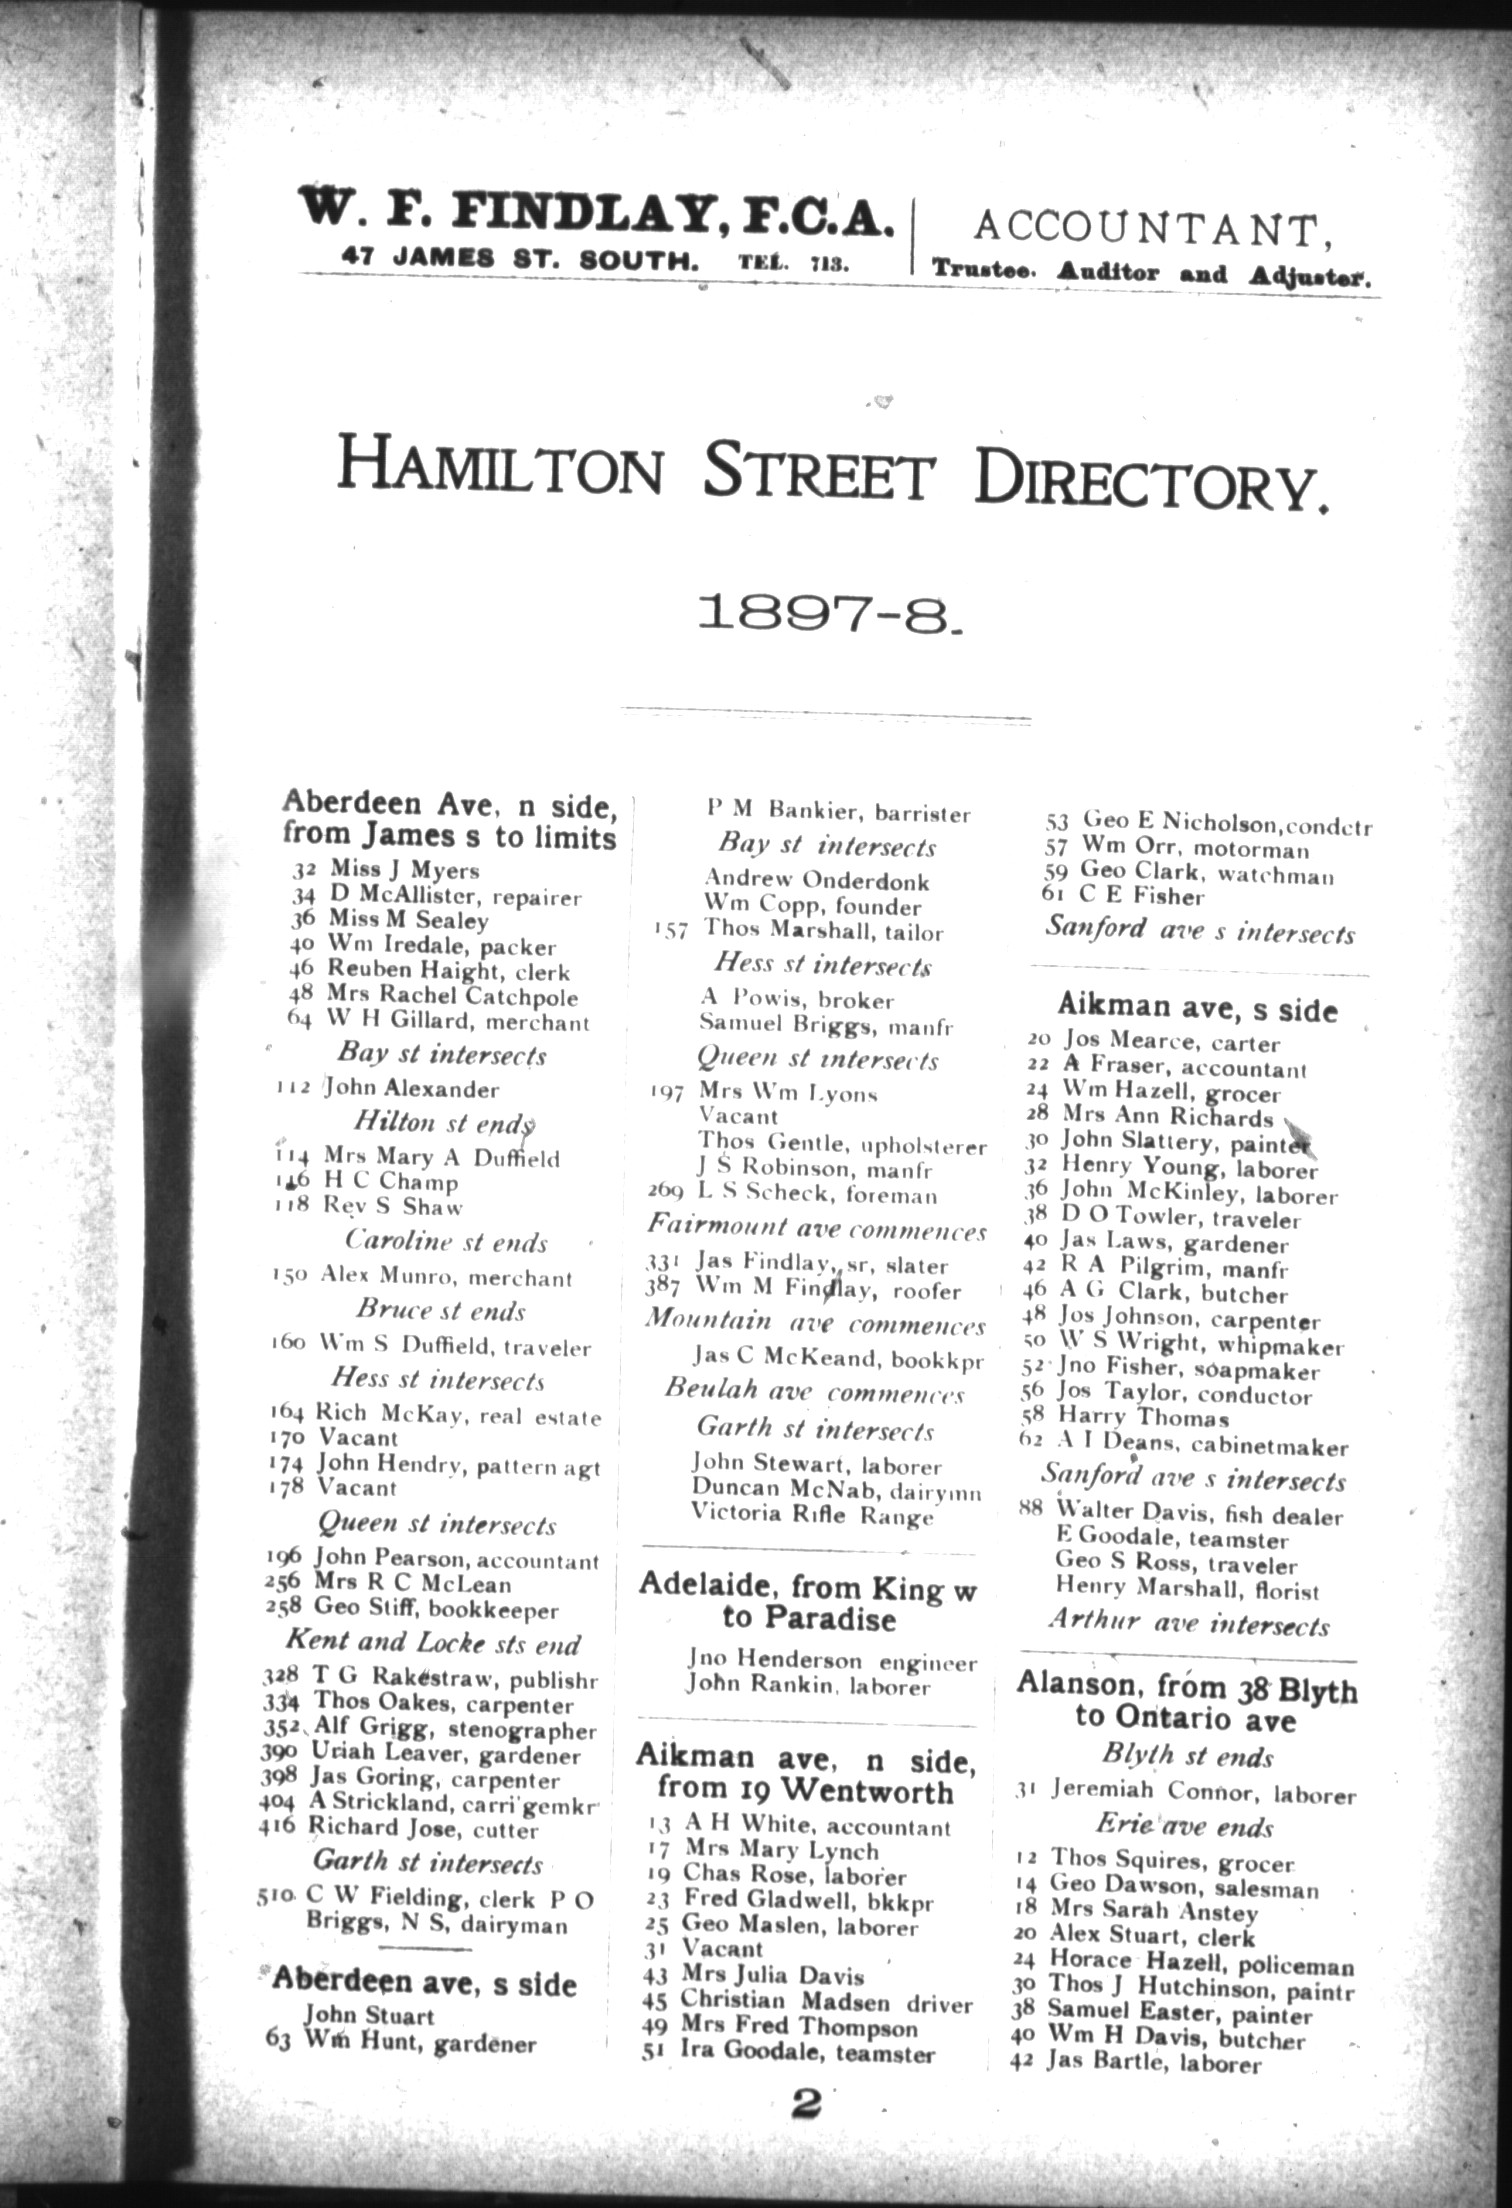 W. F. FINDLAY, F.C.A.
47 JAMES ST. SOUTH. TEL. 713.
ACCOUNTANT,
Trustee. Auditor and Adjuster.
HAMILTON STREET DIRECTORY.
1897-8.
Aberdeen Ave, n side,
from James s to limits
32 Miss J Myers
34 D McAllister, repairer
36 Miss M Sealey
40 Wm Iredale, packer
46 Reuben Haight, clerk
48 Mrs Rachel Catchpole
64 W H Gillard, merchant
Bay st intersects
112 John Alexander
Hilton st ends
114 Mrs Mary A Duffield
116 H C Champ
118 Rev S Shaw
Caroline st ends
150 Alex Munro, merchant
Bruce st ends
160 Wm S Duffield, traveler
Hess st intersects
164 Rich McKay, real estate
170 Vacant
174 John Hendry, pattern agt
178 Vacant
Queen st intersects
196 John Pearson, accountant
256 Mrs R C McLean
258 Geo Stiff, bookkeeper
Kent and Locke sts end
328 T G Rakestraw, publishr
334 Thos Oakes, carpenter
352 Alf Grigg, stenographer
390 Uriah Leaver, gardener
398 Jas Goring, carpenter
404 A Strickland, carri'gemkr
416 Richard Jose, cutter
Garth st intersects
510 C W Fielding, clerk P O
Briggs, N S, dairyman
Aberdeen ave, s side
John Stuart
63 Wm Hunt, gardener
P M Bankier, barrister
Bay st intersects
Andrew Onderdonk
Wm Copp, founder
157 Thos Marshall, tailor
Hess st intersects
A Powis, broker
Samuel Briggs, manfr
Queen st intersects
197 Mrs Wm Lyons
Vacant
Thos Gentle, upholsterer
J S Robinson, manfr
269 L S Scheck, foreman
Fairmount ave commences
331 Jas Findlay, sr, slater
387 Wm M Findlay, roofer
Mountain ave commences
Jas C McKeand, bookkpr
Beulah ave commences
Garth st intersects
John Stewart, laborer
Duncan McNab, dairymn
Victoria Rifle Range
Adelaide, from King w
to Paradise
Jno Henderson engineer
John Rankin, laborer
Aikman ave, n side,
from 19 Wentworth
13 A H White, accountant
17 Mrs Mary Lynch
19 Chas Rose, laborer
23 Fred Gladwell, bkkpr
25 Geo Maslen, laborer
31 Vacant
43 Mrs Julia Davis
45 Christian Madsen driver
49 Mrs Fred Thompson
51 Ira Goodale, teamster
53 Geo E Nicholson, condctr
57 Wm Orr, motorman
59 Geo Clark, watchman
61 C E Fisher
Sanford ave s intersects
Aikman ave, s side
20 Jos Mearce, carter
22 A Fraser, accountant
24 Wm Hazell, grocer
28 Mrs Ann Richards
30 John Slattery, painter
32 Henry Young, laborer
36 John McKinley, laborer
38 D O Towler, traveler
40 Jas Laws, gardener
42 R A Pilgrim, manfr
46 A G Clark, butcher
48 Jos Johnson, carpenter
50 W S Wright, whipmaker
52 Jno Fisher, soapmaker
56 Jos Taylor, conductor
58 Harry Thomas
62 A I Deans, cabinetmaker
Sanford ave s intersects
88 Walter Davis, fish dealer
E Goodale, teamster
Geo S Ross, traveler
Henry Marshall, florist
Arthur ave intersects
Alanson, from 38 Blyth
to Ontario ave
Blyth st ends
31 Jeremiah Connor, laborer
Erie ave ends
12 Thos Squires, grocer
14 Geo Dawson, salesman
18 Mrs Sarah Anstey
20 Alex Stuart, clerk
24 Horace Hazell, policeman
30 Thos J Hutchinson, paintr
38 Samuel Easter, painter
40 Wm H Davis, butcher
42 Jas Bartle, laborer
2